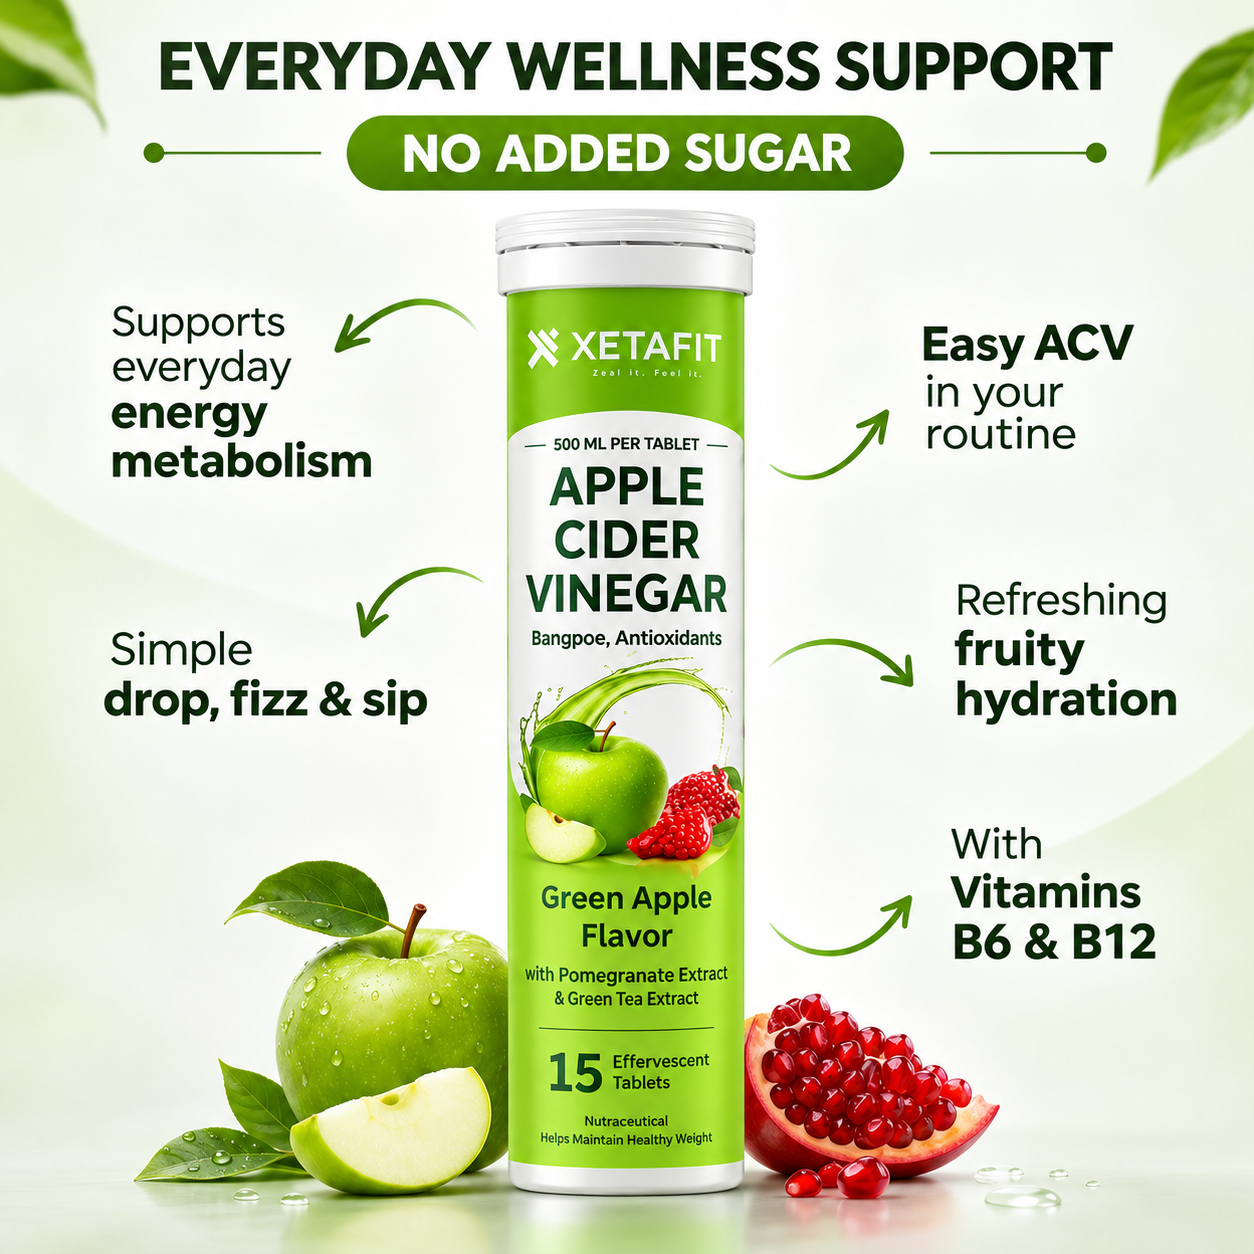 EVERYDAY WELLNESS SUPPORT
NO ADDED SUGAR
Supports
everyday
energy
metabolism
Simple
drop, fizz & sip
XETAFIT
Zeal it. Feel it.
500 ML PER TABLET
APPLE
CIDER
VINEGAR
Bangpoe, Antioxidants
Green Apple
Flavor
with Pomegranate Extract
& Green Tea Extract
15 Effervescent
Tablets
Nutraceutical
Helps Maintain Healthy Weight
Easy ACV
in your
routine
Refreshing
fruity
hydration
With
Vitamins
B6 & B12